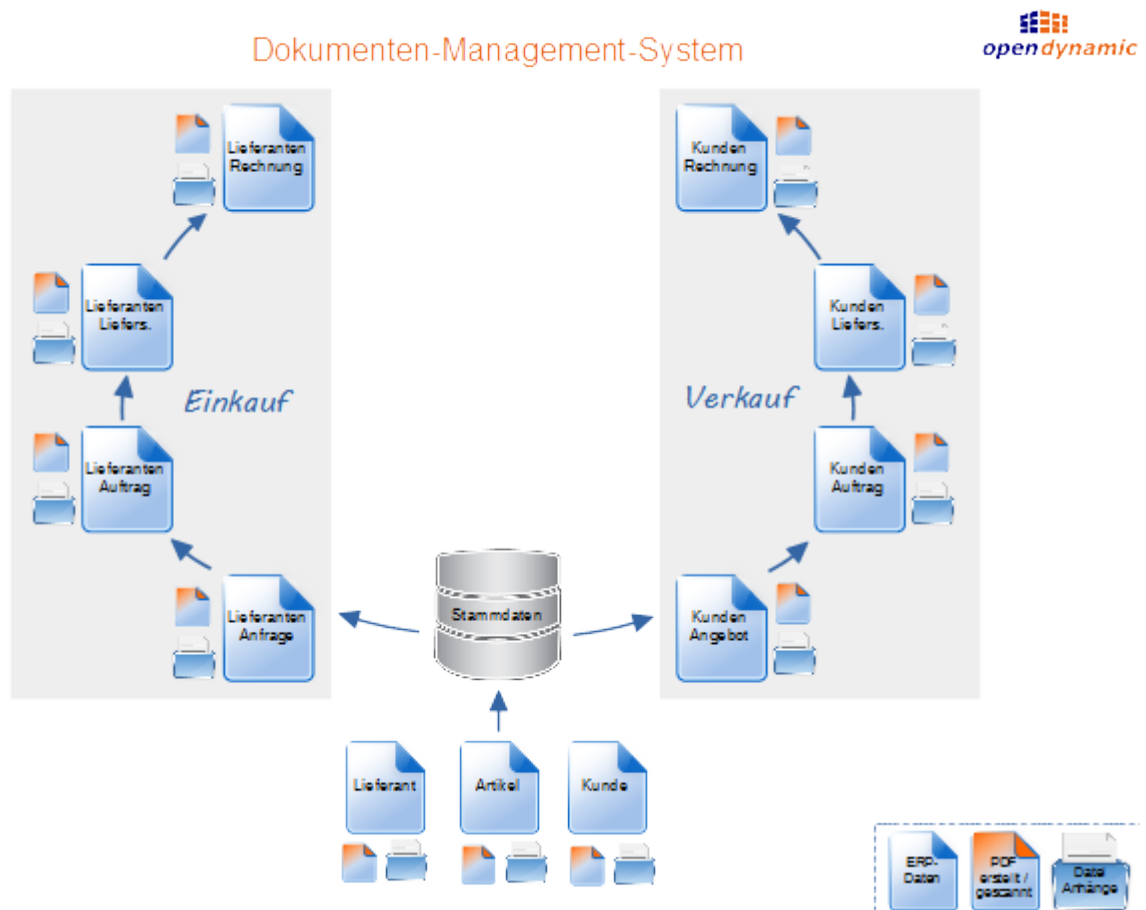 Dokumenten-Management-System
opendynamic
Lieferanten
Rechnung
Lieferanten
Liefers.
Einkauf
Lieferanten
Auftrag
Lieferanten
Anfrage
Kunden
Rechnung
Kunden
Liefers.
Verkauf
Kunden
Auftrag
Kunden
Angebot
Stammdaten
Lieferant
Artikel
Kunde
ERP-
Daten
PDF
erstellt /
gescannt
Datei
Anhänge